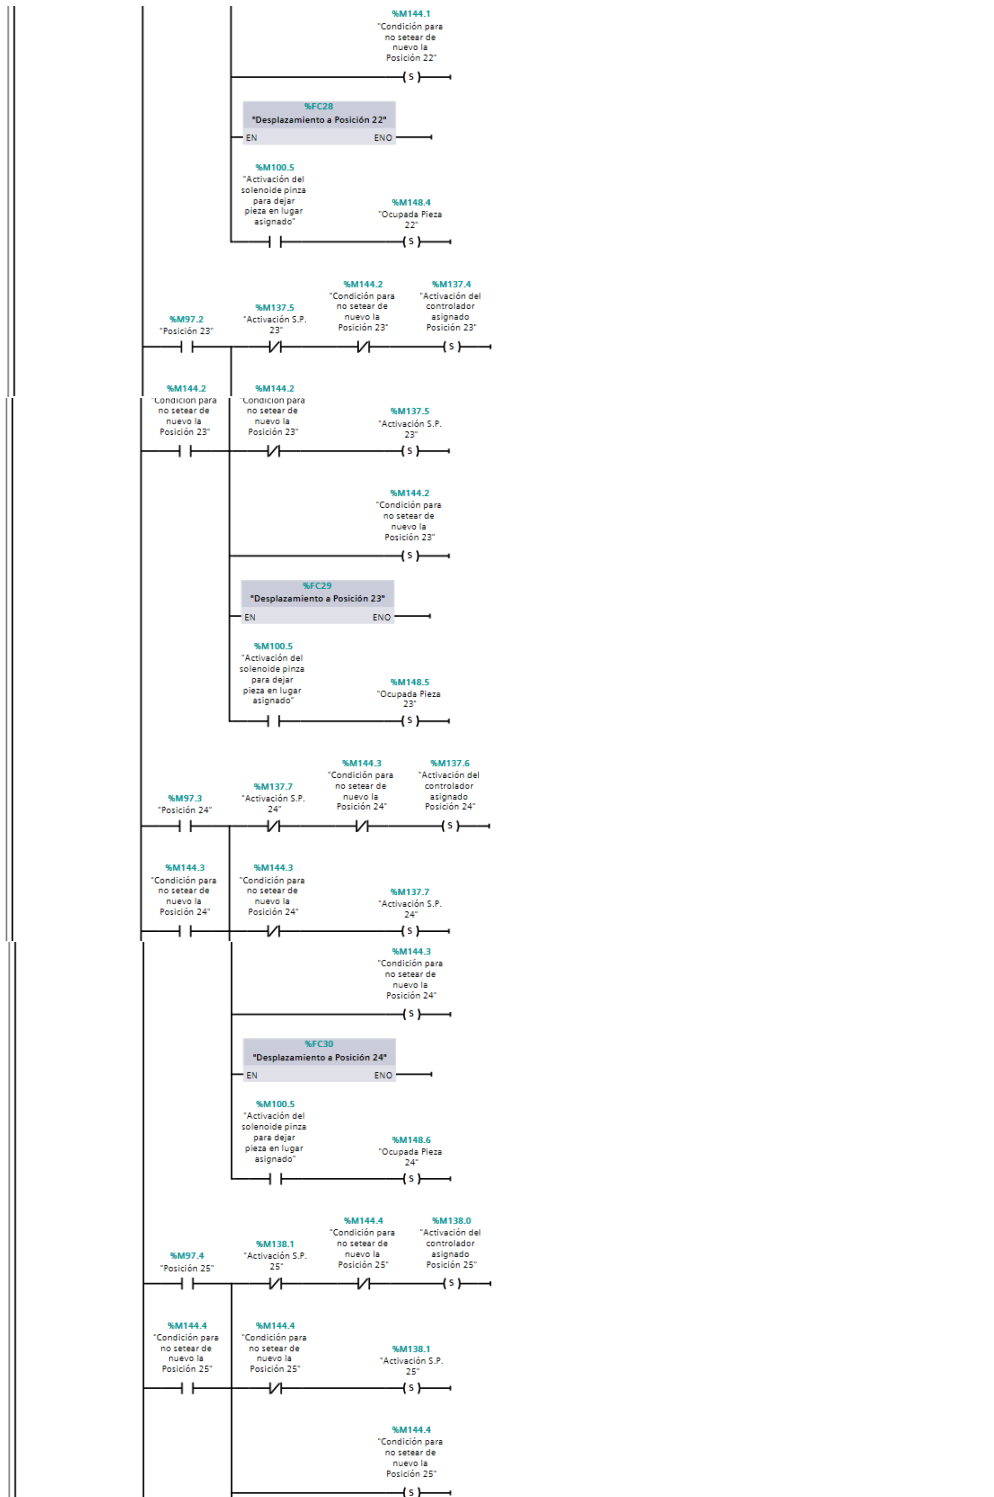 %M144.1
"Condición para
no setear de
nuevo la
Posición 22"
( S )
%FC28
"Desplazamiento a Posición 22"
EN ENO
%M100.5
"Activación del
solenoide pinza
para dejar
pieza en lugar
asignado"
%M148.4
"Ocupada Pieza
22"
( S )
%M97.2
"Posición 23"
%M137.5
"Activación S.P.
23"
%M144.2
"Condición para
no setear de
nuevo la
Posición 23"
%M137.4
"Activación del
controlador
asignado
Posición 23"
( S )
%M144.2
"Condición para
no setear de
nuevo la
Posición 23"
%M144.2
"Condición para
no setear de
nuevo la
Posición 23"
%M137.5
"Activación S.P.
23"
( S )
%M144.2
"Condición para
no setear de
nuevo la
Posición 23"
( S )
%FC29
"Desplazamiento a Posición 23"
EN ENO
%M100.5
"Activación del
solenoide pinza
para dejar
pieza en lugar
asignado"
%M148.5
"Ocupada Pieza
23"
( S )
%M97.3
"Posición 24"
%M137.7
"Activación S.P.
24"
%M144.3
"Condición para
no setear de
nuevo la
Posición 24"
%M137.6
"Activación del
controlador
asignado
Posición 24"
( S )
%M144.3
"Condición para
no setear de
nuevo la
Posición 24"
%M144.3
"Condición para
no setear de
nuevo la
Posición 24"
%M137.7
"Activación S.P.
24"
( S )
%M144.3
"Condición para
no setear de
nuevo la
Posición 24"
( S )
%FC30
"Desplazamiento a Posición 24"
EN ENO
%M100.5
"Activación del
solenoide pinza
para dejar
pieza en lugar
asignado"
%M148.6
"Ocupada Pieza
24"
( S )
%M97.4
"Posición 25"
%M138.1
"Activación S.P.
25"
%M144.4
"Condición para
no setear de
nuevo la
Posición 25"
%M138.0
"Activación del
controlador
asignado
Posición 25"
( S )
%M144.4
"Condición para
no setear de
nuevo la
Posición 25"
%M144.4
"Condición para
no setear de
nuevo la
Posición 25"
%M138.1
"Activación S.P.
25"
( S )
%M144.4
"Condición para
no setear de
nuevo la
Posición 25"
( S )